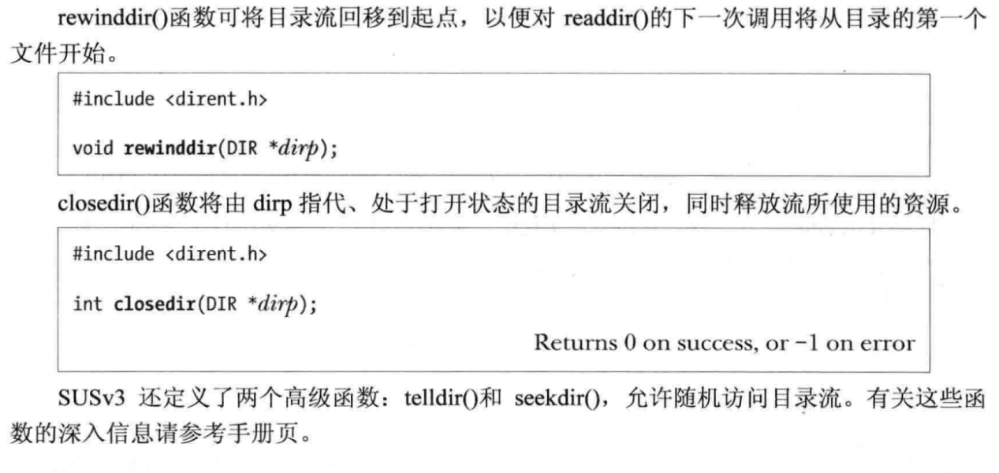 rewinddir()函数可将目录流回移到起点，以便对 readdir()的下一次调用将从目录的第一个
文件开始。
#include <dirent.h>
void rewinddir(DIR *dirp);
closedir()函数将由 dirp 指代、处于打开状态的目录流关闭，同时释放流所使用的资源。
#include <dirent.h>
int closedir(DIR *dirp);
Returns 0 on success, or −1 on error
SUSv3 还定义了两个高级函数：telldir()和 seekdir()，允许随机访问目录流。有关这些函
数的深入信息请参考手册页。